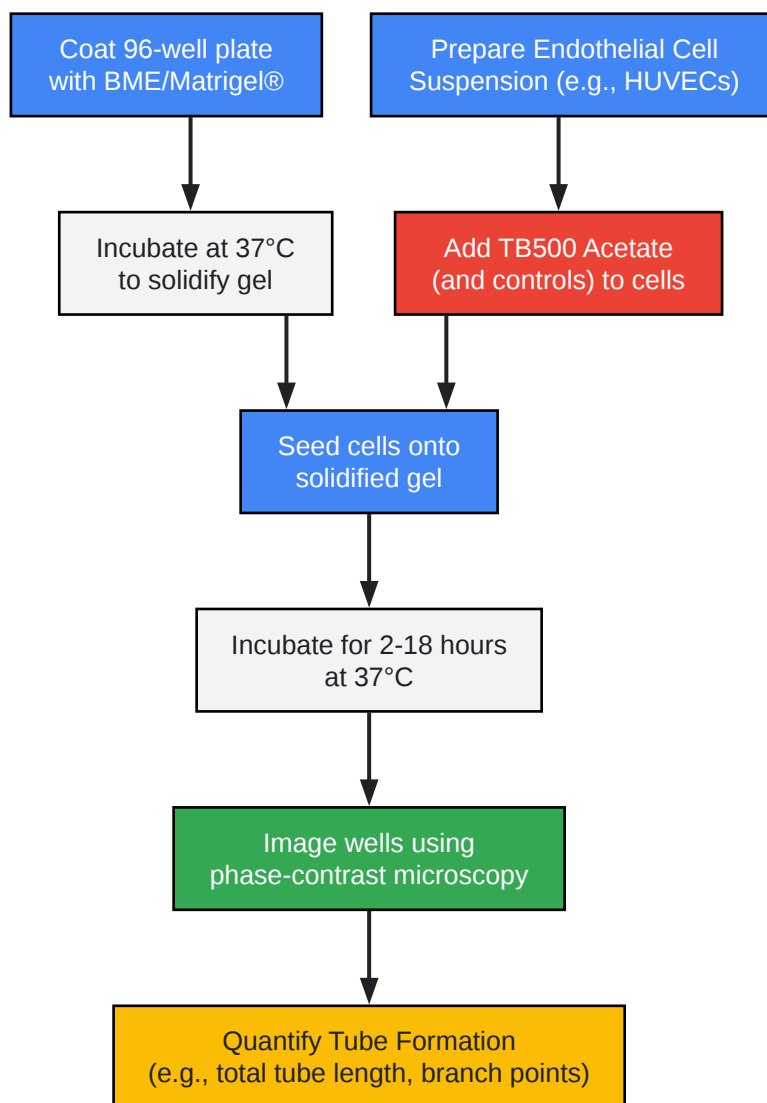 Coat 96-well plate
with BME/Matrigel®
Prepare Endothelial Cell
Suspension (e.g., HUVECs)
Incubate at 37°C
to solidify gel
Add TB500 Acetate
(and controls) to cells
Seed cells onto
solidified gel
Incubate for 2-18 hours
at 37°C
Image wells using
phase-contrast microscopy
Quantify Tube Formation
(e.g., total tube length, branch points)